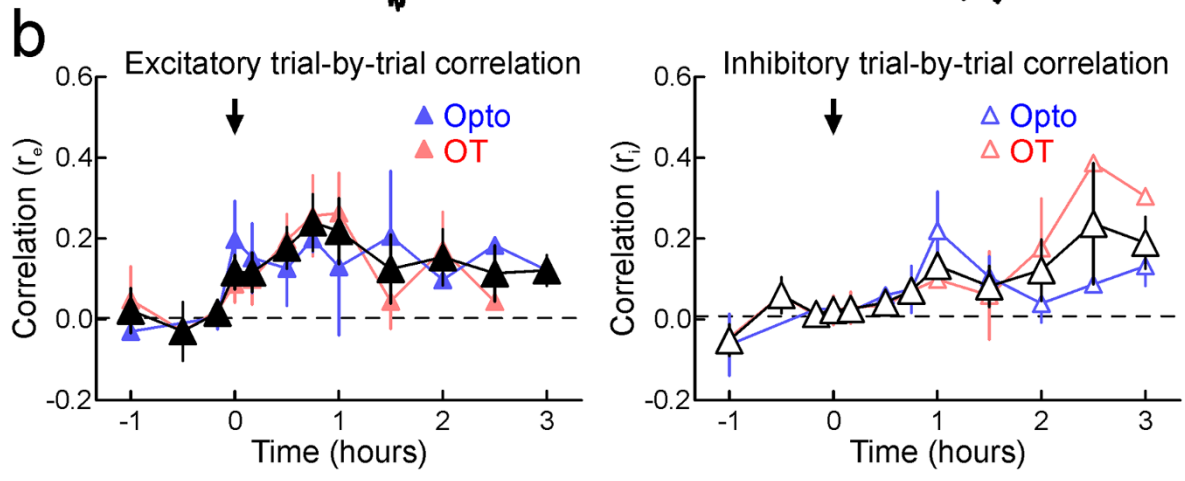 b
Excitatory trial-by-trial correlation
0.6
0.4
0.2
0.0
-0.2
Correlation (rₑ)
Opto
OT
-1 0 1 2 3
Time (hours)
Inhibitory trial-by-trial correlation
0.6
0.4
0.2
0.0
-0.2
Correlation (rᵢ)
Opto
OT
-1 0 1 2 3
Time (hours)